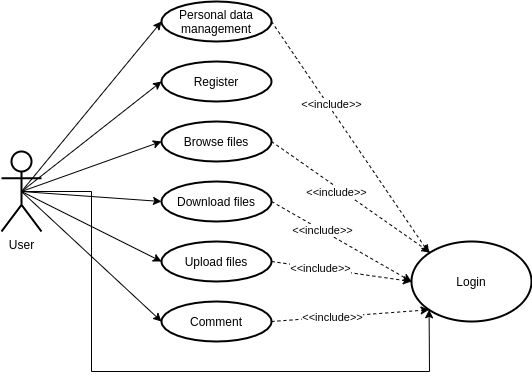 Personal data
management
<<include>>
Register
Browse files
<<include>>
Download files
<<include>>
User
Upload files
<<include>>
Login
Comment
<<include>>